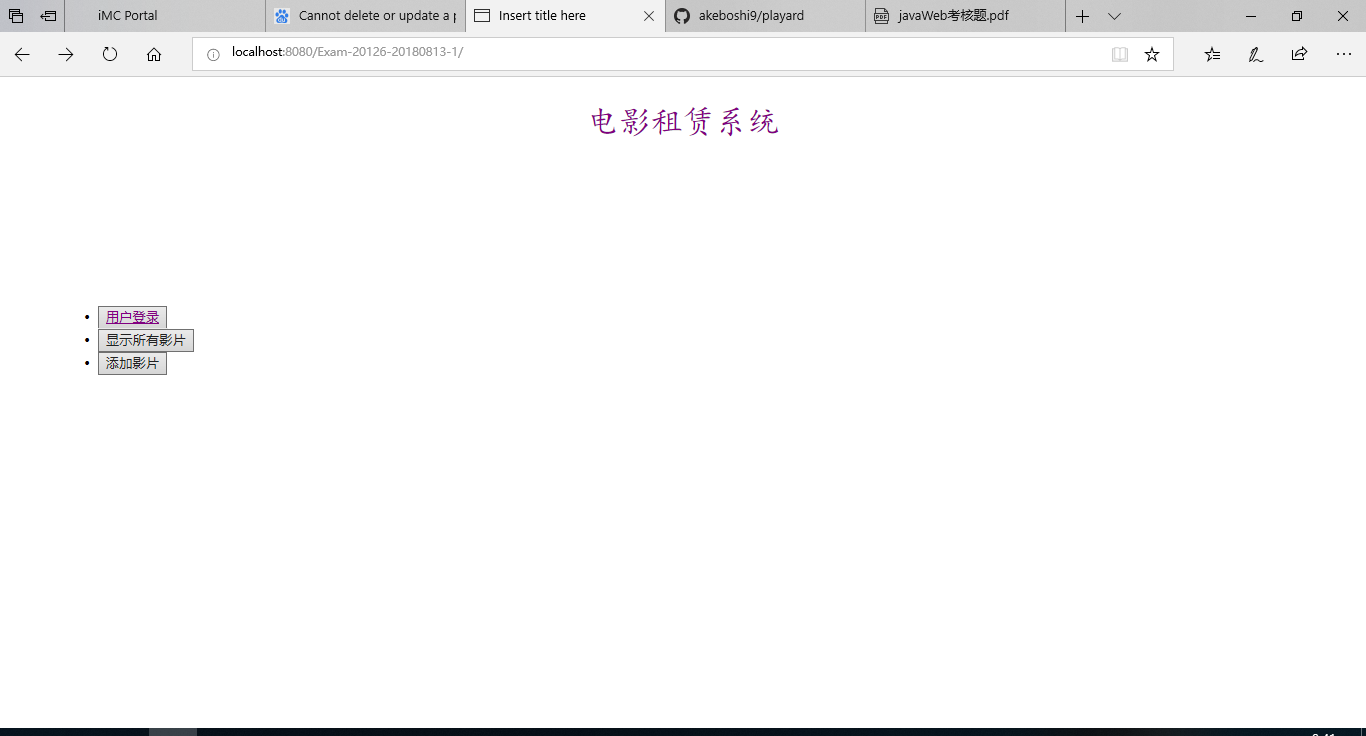 iMC Portal
Cannot delete or update a p
Insert title here
akeboshi9/playard
javaWeb考核题.pdf
localhost:8080/Exam-20126-20180813-1/
电影租赁系统
用户登录
显示所有影片
添加影片